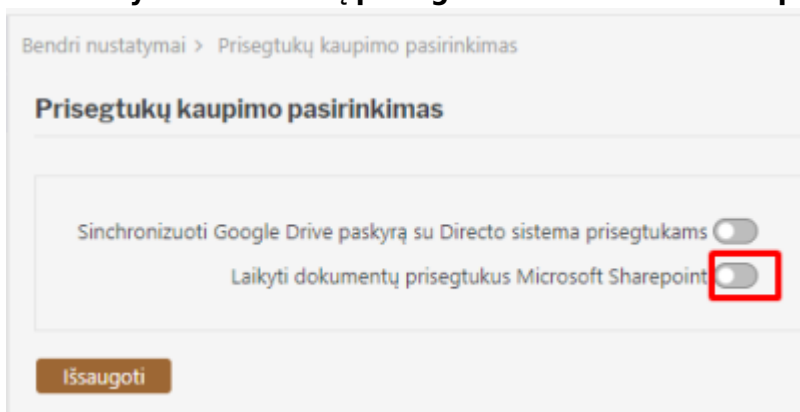 Bendri nustatymai > Prisegtukų kaupimo pasirinkimas
Prisegtukų kaupimo pasirinkimas
Sinchronizuoti Google Drive paskyrą su Directo sistema prisegtukams
Laikyti dokumentų prisegtukus Microsoft Sharepoint
Išsaugoti